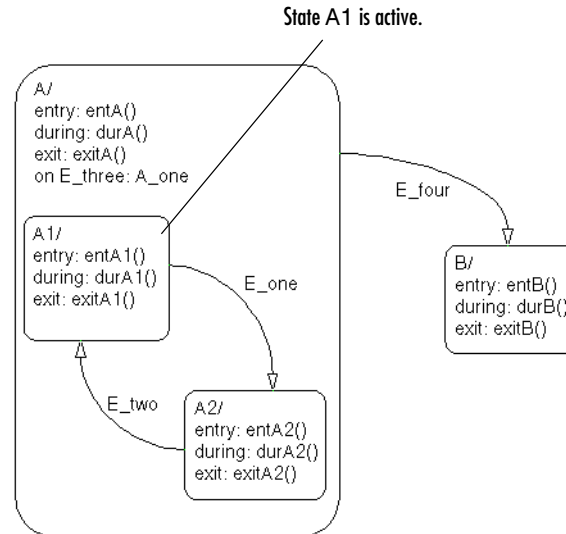 State A1 is active.
A/
entry: entA()
during: durA()
exit: exitA()
on E_three: A_one
A1/
entry: entA1()
during: durA1()
exit: exitA1()
E_one
E_two
A2/
entry: entA2()
during: durA2()
exit: exitA2()
E_four
B/
entry: entB()
during: durB()
exit: exitB()